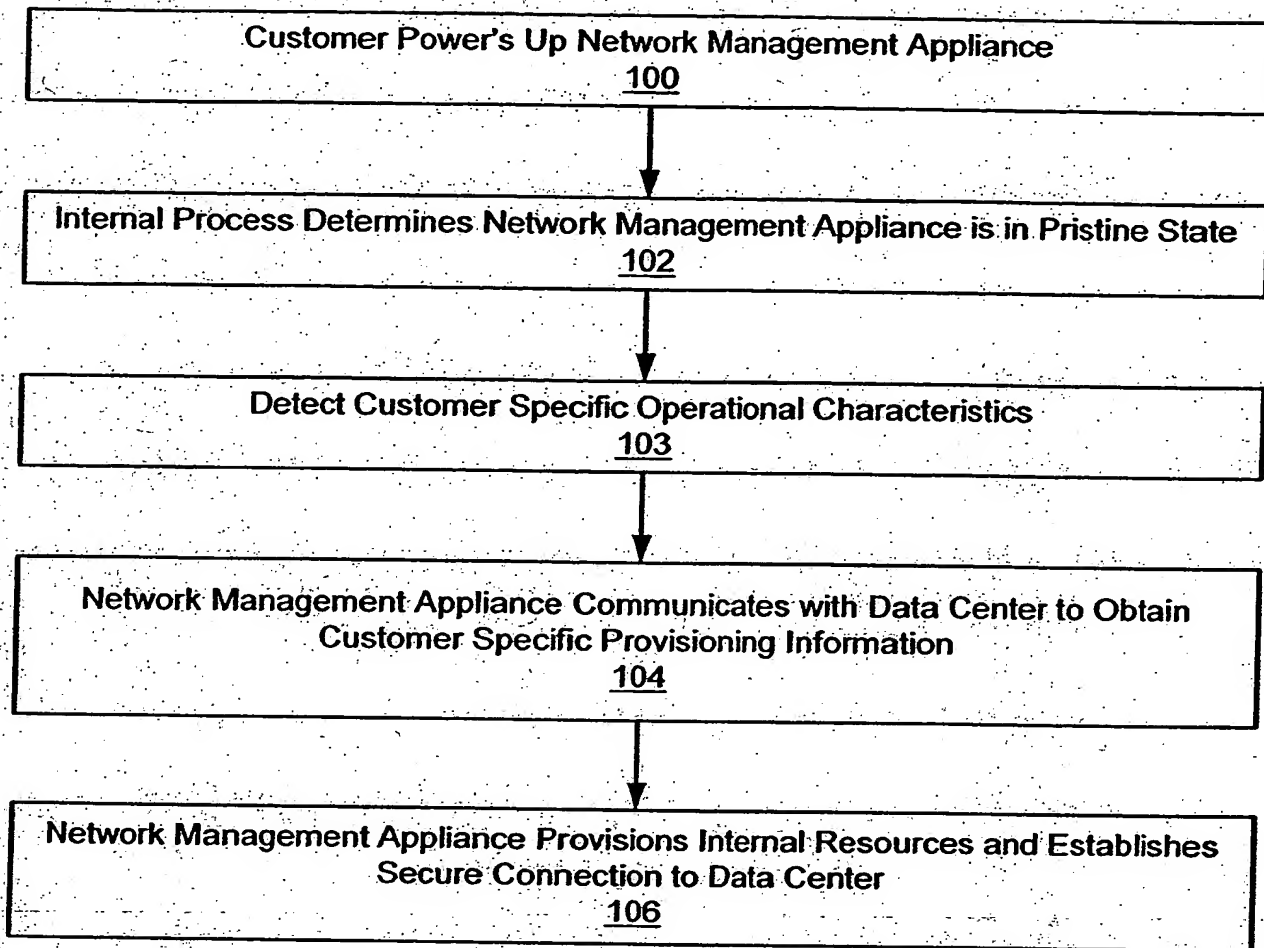 Customer Power's Up Network Management Appliance
100
Internal Process Determines Network Management Appliance is in Pristine State
102
Detect Customer Specific Operational Characteristics
103
Network Management Appliance Communicates with Data Center to Obtain
Customer Specific Provisioning Information
104
Network Management Appliance Provisions Internal Resources and Establishes
Secure Connection to Data Center
106